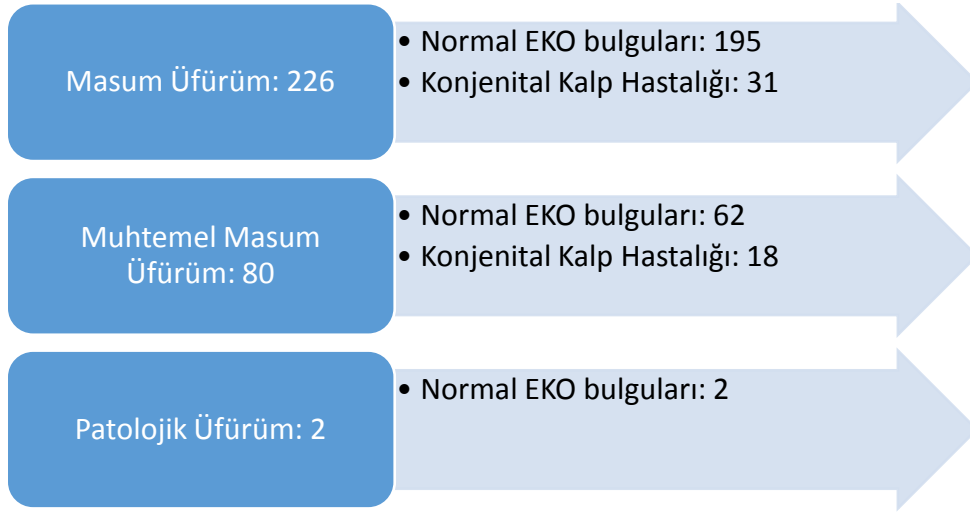 Masum Üfürüm: 226
• Normal EKO bulguları: 195
• Konjenital Kalp Hastalığı: 31
Muhtemel Masum
Üfürüm: 80
• Normal EKO bulguları: 62
• Konjenital Kalp Hastalığı: 18
Patolojik Üfürüm: 2
• Normal EKO bulguları: 2